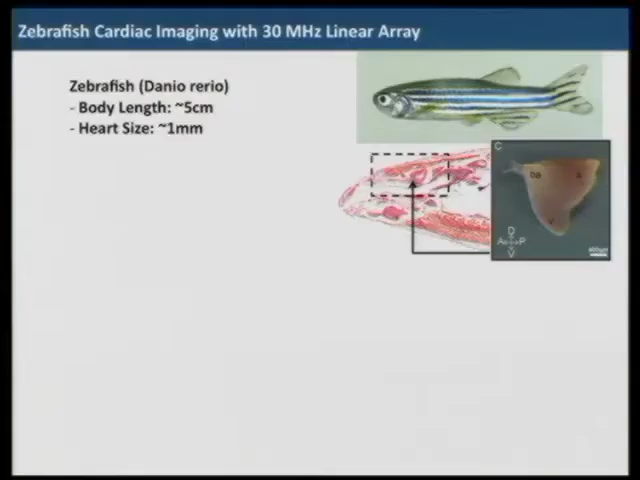 Zebrafish Cardiac Imaging with 30 MHz Linear Array
Zebrafish (Danio rerio)
- Body Length: ~5cm
- Heart Size: ~1mm
C
ba
a
v
D
A P
V